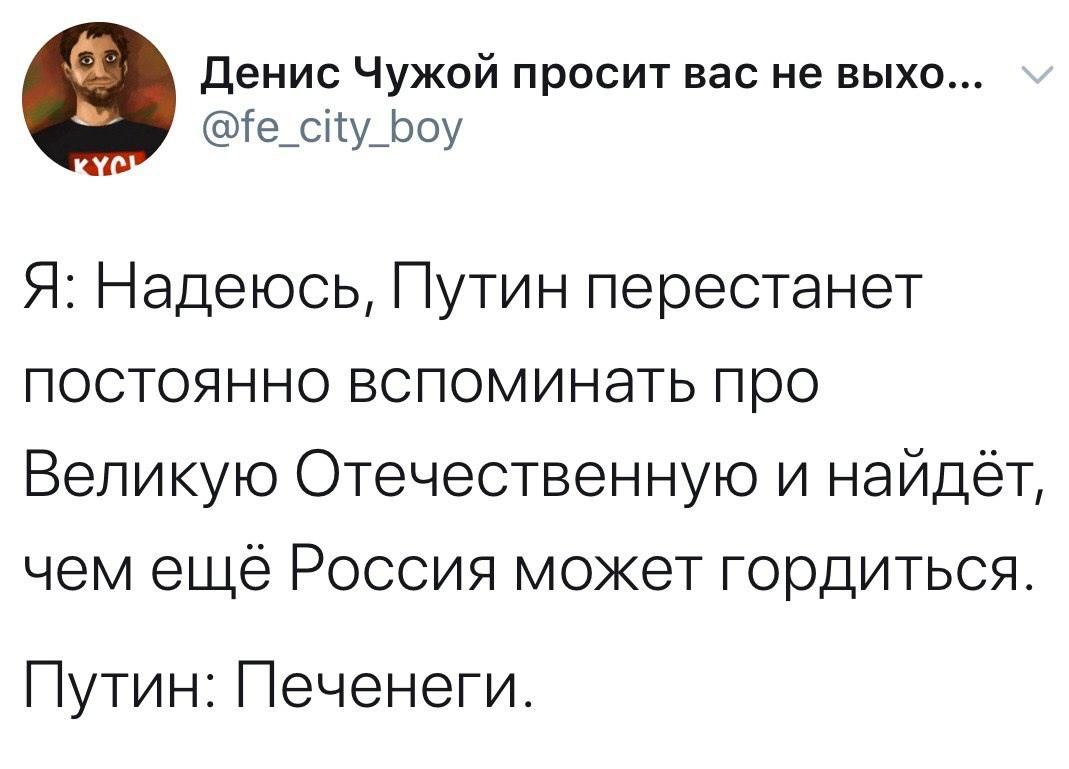 Денис Чужой просит вас не выхо...
@fe_city_boy
КУСЬ
Я: Надеюсь, Путин перестанет
постоянно вспоминать про
Великую Отечественную и найдёт,
чем ещё Россия может гордиться.
Путин: Печенеги.